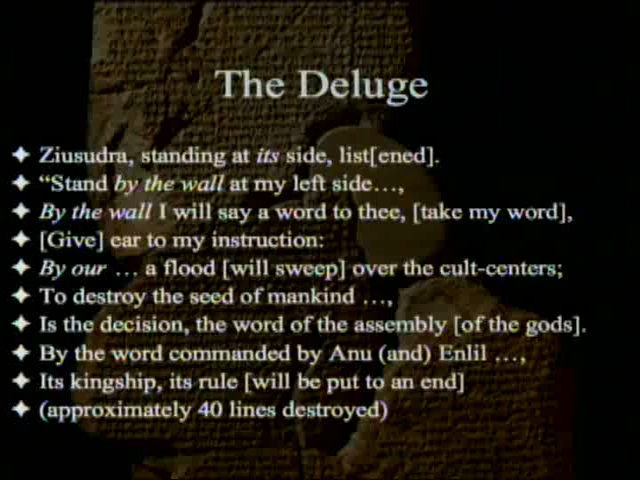 The Deluge
✦ Ziusudra, standing at its side, list[ened].
✦ “Stand by the wall at my left side…,
✦ By the wall I will say a word to thee, [take my word],
✦ [Give] ear to my instruction:
✦ By our … a flood [will sweep] over the cult-centers;
✦ To destroy the seed of mankind …,
✦ Is the decision, the word of the assembly [of the gods].
✦ By the word commanded by Anu (and) Enlil …,
✦ Its kingship, its rule [will be put to an end]
✦ (approximately 40 lines destroyed)